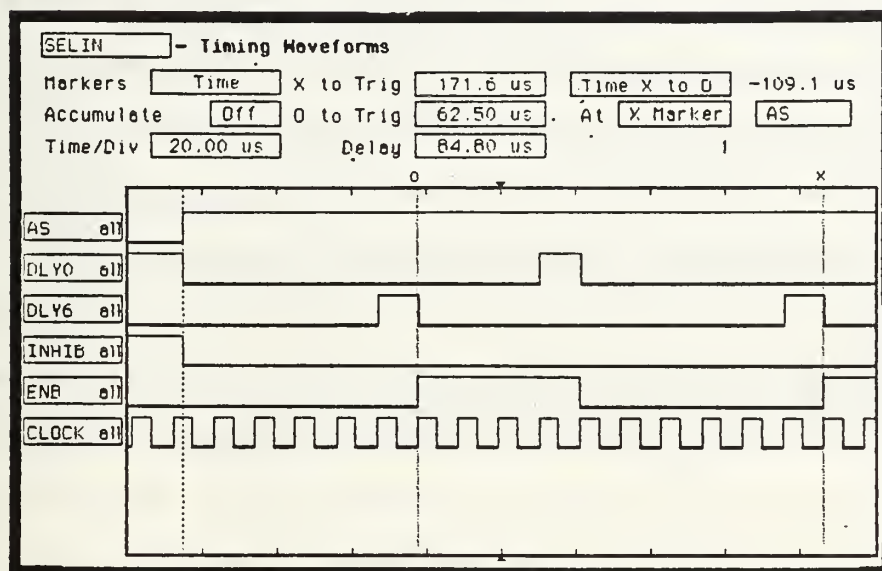 SELIN - Timing Waveforms
Markers Time X to Trig 171.6 us Time X to O -109.1 us
Accumulate Off O to Trig 62.50 us At X Marker AS
Time/Div 20.00 us Delay 84.80 us 1
O X
AS all
DLY0 all
DLY6 all
INHIB all
ENB all
CLOCK all